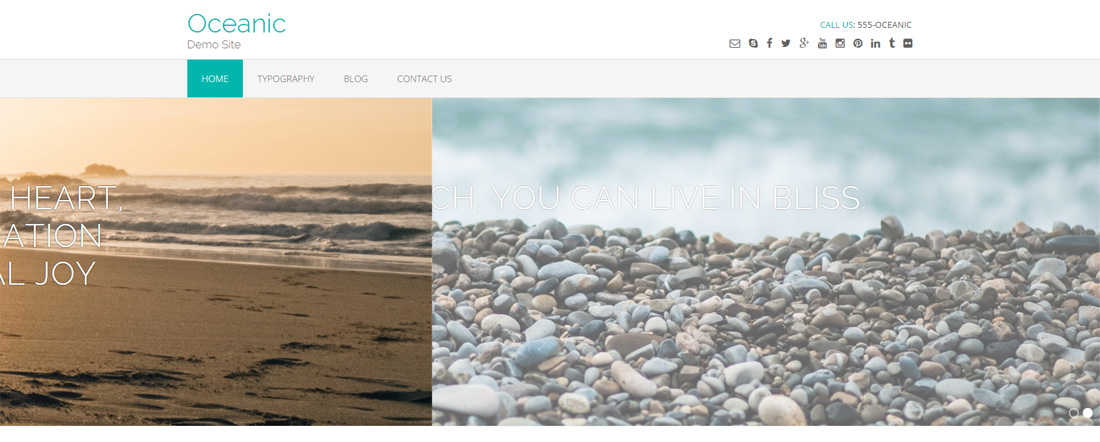 Oceanic
Demo Site
CALL US: 555-OCEANIC
HOME TYPOGRAPHY BLOG CONTACT US
HEART,
ATION
AL JOY
CH, YOU CAN LIVE IN BLISS.